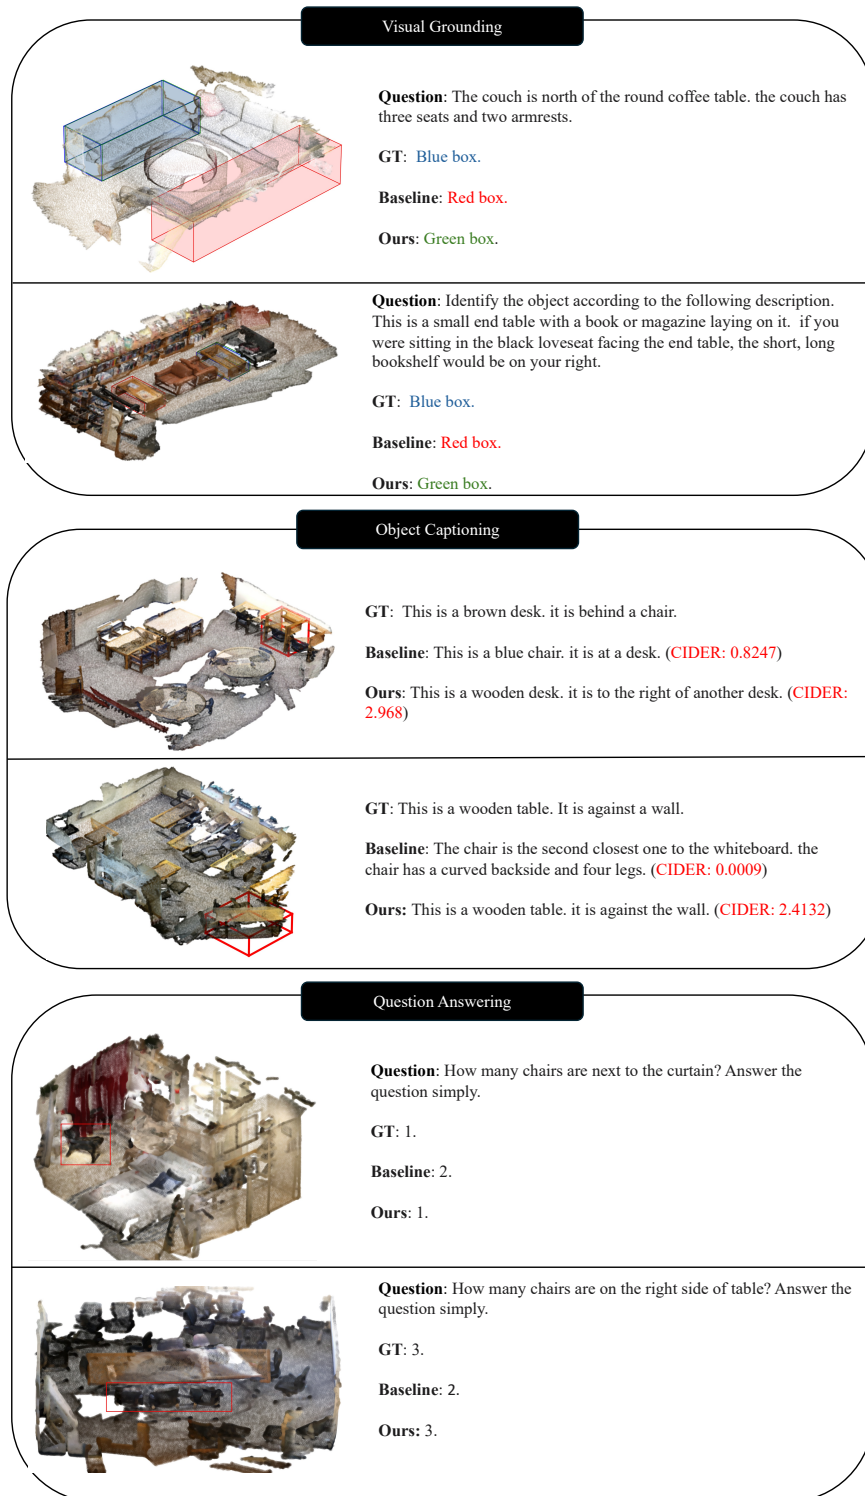 Visual Grounding
Question: The couch is north of the round coffee table. the couch has
three seats and two armrests.
GT:  Blue box.
Baseline: Red box.
Ours: Green box.
Question: Identify the object according to the following description.
This is a small end table with a book or magazine laying on it.  if you
were sitting in the black loveseat facing the end table, the short, long
bookshelf would be on your right.
GT:  Blue box.
Baseline: Red box.
Ours: Green box.
Object Captioning
GT:  This is a brown desk. it is behind a chair.
Baseline: This is a blue chair. it is at a desk. (CIDER: 0.8247)
Ours: This is a wooden desk. it is to the right of another desk. (CIDER:
2.968)
GT: This is a wooden table. It is against a wall.
Baseline: The chair is the second closest one to the whiteboard. the
chair has a curved backside and four legs. (CIDER: 0.0009)
Ours: This is a wooden table. it is against the wall. (CIDER: 2.4132)
Question Answering
Question: How many chairs are next to the curtain? Answer the
question simply.
GT: 1.
Baseline: 2.
Ours: 1.
Question: How many chairs are on the right side of table? Answer the
question simply.
GT: 3.
Baseline: 2.
Ours: 3.